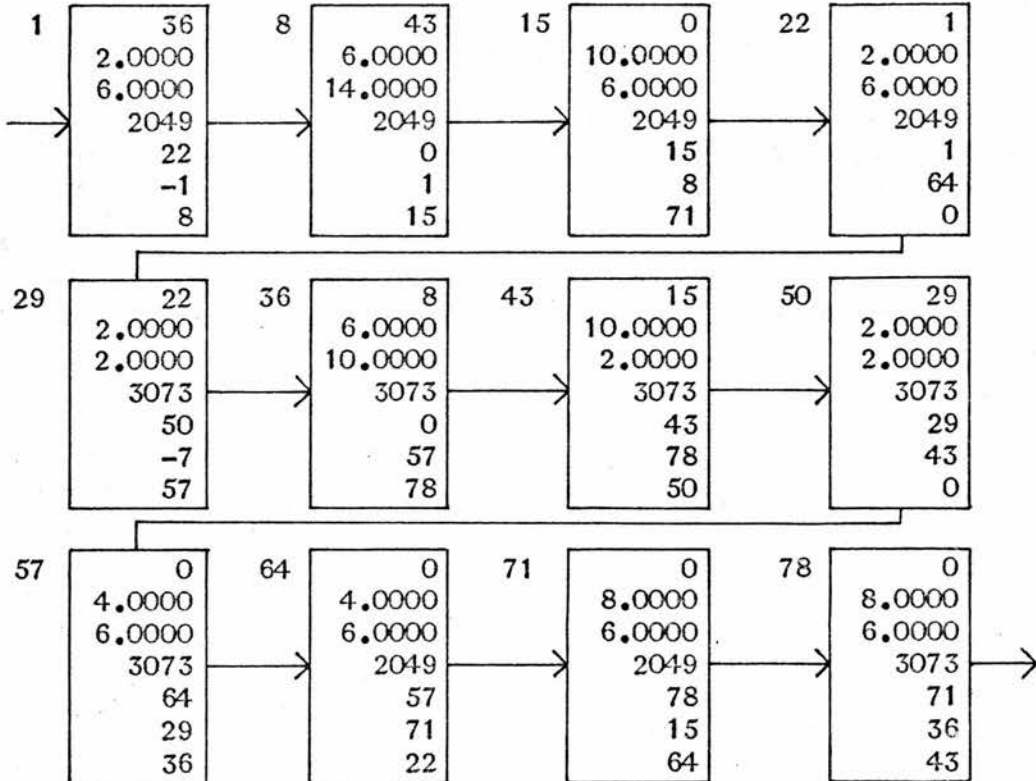 1 36 8 43 15 0 22 1
2.0000 6.0000 10.0000 2.0000
6.0000 14.0000 6.0000 6.0000
2049 2049 2049 2049
22 0 15 1
-1 1 8 64
8 15 71 0
29 22 36 8 43 15 50 29
2.0000 6.0000 10.0000 2.0000
2.0000 10.0000 2.0000 2.0000
3073 3073 3073 3073
50 0 43 29
-7 57 78 43
57 78 50 0
57 0 64 0 71 0 78 0
4.0000 4.0000 8.0000 8.0000
6.0000 6.0000 6.0000 6.0000
3073 2049 2049 3073
64 57 78 71
29 71 15 36
36 22 64 43